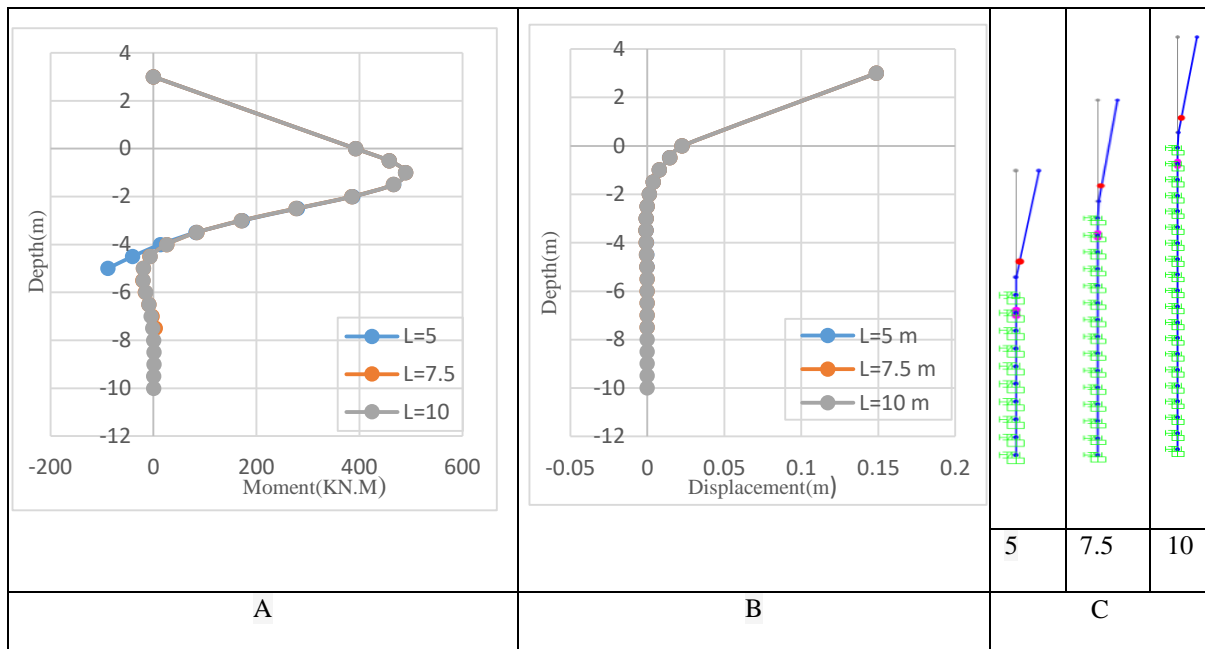 4
2
0
-2
-4
-6
-8
-10
-12
-200 0 200 400 600
Depth(m)
Moment(KN.M)
L=5
L=7.5
L=10
4
2
0
-2
-4
-6
-8
-10
-12
-0.05 0 0.05 0.1 0.15 0.2
Depth(m)
Displacement(m)
L=5 m
L=7.5 m
L=10 m
5 7.5 10
A B C